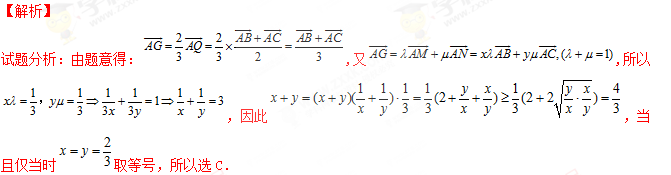 【解析】
试题分析：由题意得： $\overrightarrow{AG}=\frac{2}{3}\overrightarrow{AQ}=\frac{2}{3}\times\frac{\overrightarrow{AB}+\overrightarrow{AC}}{2}=\frac{\overrightarrow{AB}+\overrightarrow{AC}}{3}$ ,又 $\overrightarrow{AG}=\lambda\overrightarrow{AM}+\mu\overrightarrow{AN}=x\lambda\overrightarrow{AB}+y\mu\overrightarrow{AC},(\lambda+\mu=1)$ ,所以
$x\lambda=\frac{1}{3}，y\mu=\frac{1}{3}\Rightarrow\frac{1}{3x}+\frac{1}{3y}=1\Rightarrow\frac{1}{x}+\frac{1}{y}=3$ ，因此 $x+y=(x+y)(\frac{1}{x}+\frac{1}{y})\cdot\frac{1}{3}=\frac{1}{3}(2+\frac{y}{x}+\frac{x}{y})\geq\frac{1}{3}(2+2\sqrt{\frac{y}{x}\cdot\frac{x}{y}})=\frac{4}{3}$ ，当
且仅当时 $x=y=\frac{2}{3}$ 取等号，所以选 C．